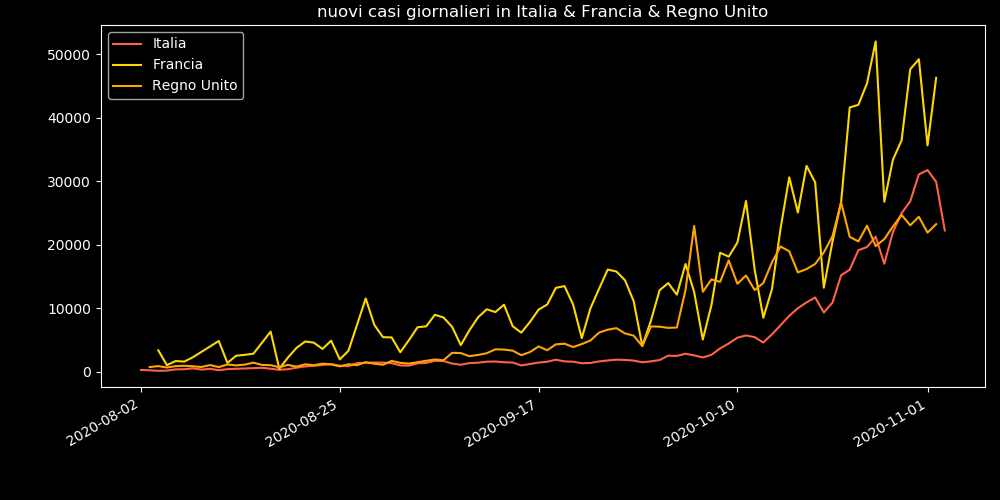 nuovi casi giornalieri in Italia & Francia & Regno Unito
Italia
Francia
Regno Unito
50000
40000
30000
20000
10000
0
2020-08-02
2020-08-25
2020-09-17
2020-10-10
2020-11-01